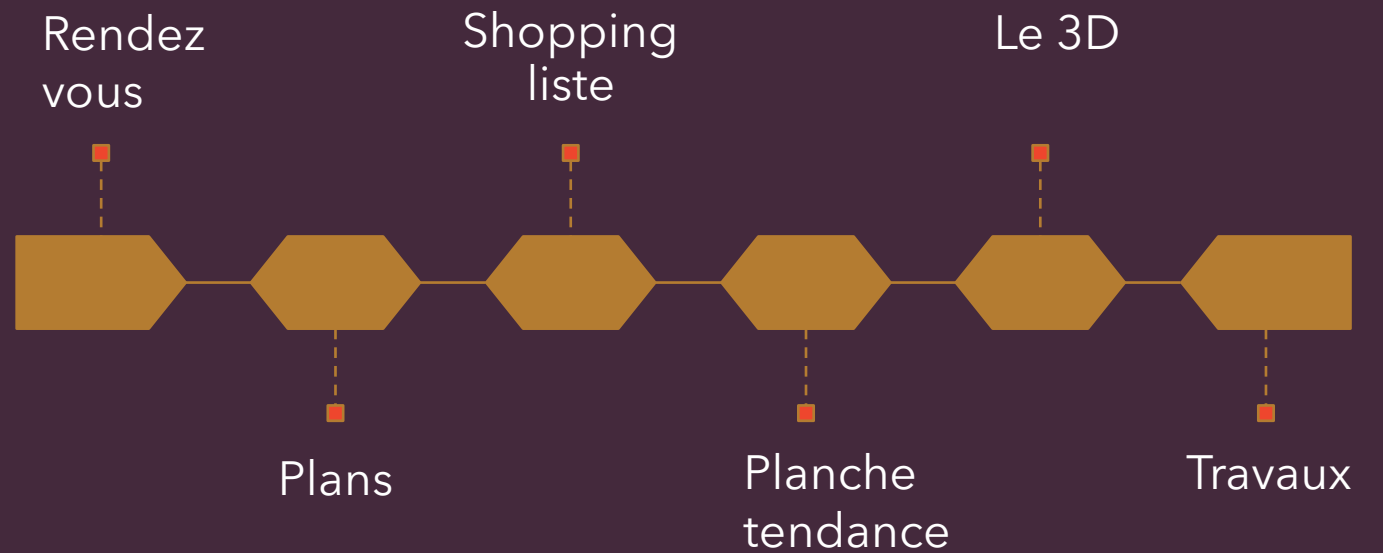 Rendez
vous
Plans
Shopping
liste
Planche
tendance
Le 3D
Travaux